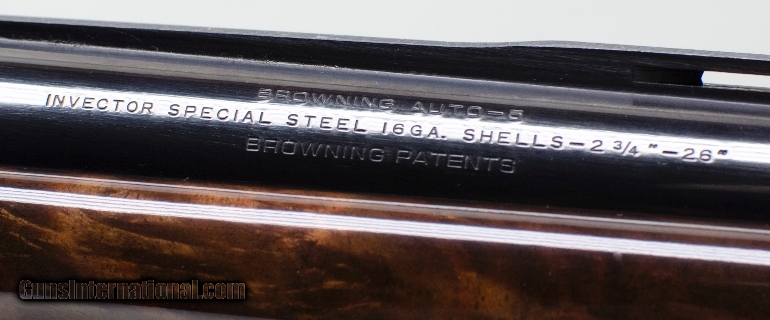 BROWNING AUTO-5
INVECTOR SPECIAL STEEL 16GA. SHELLS-2 3/4"-26"
BROWNING PATENTS
GunsInternational.com